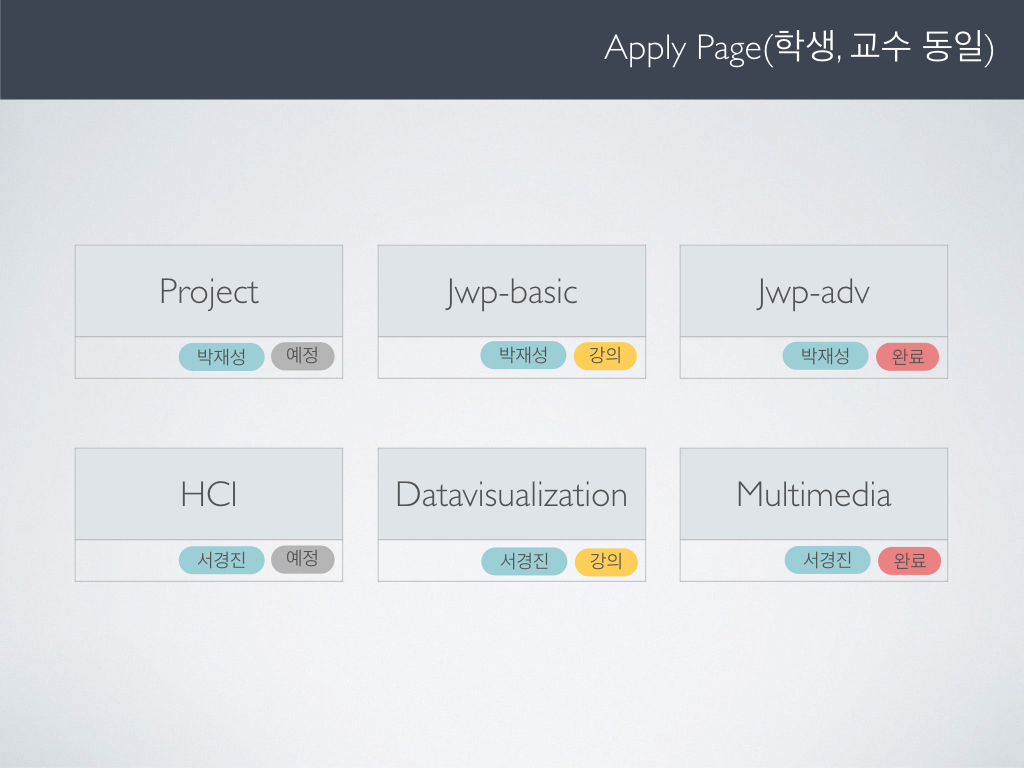 Apply Page(학생, 교수 동일)
Project
Jwp-basic
Jwp-adv
박재성 예정
박재성 강의
박재성 완료
HCI
Datavisualization
Multimedia
서경진 예정
서경진 강의
서경진 완료